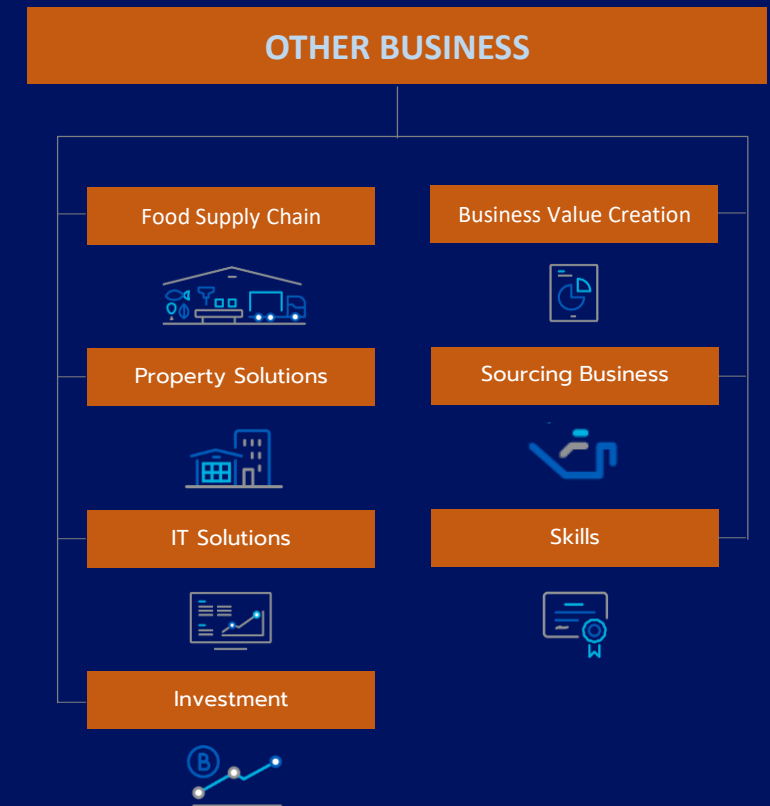 OTHER BUSINESS
Food Supply Chain
Business Value Creation
Property Solutions
Sourcing Business
IT Solutions
Skills
Investment
B